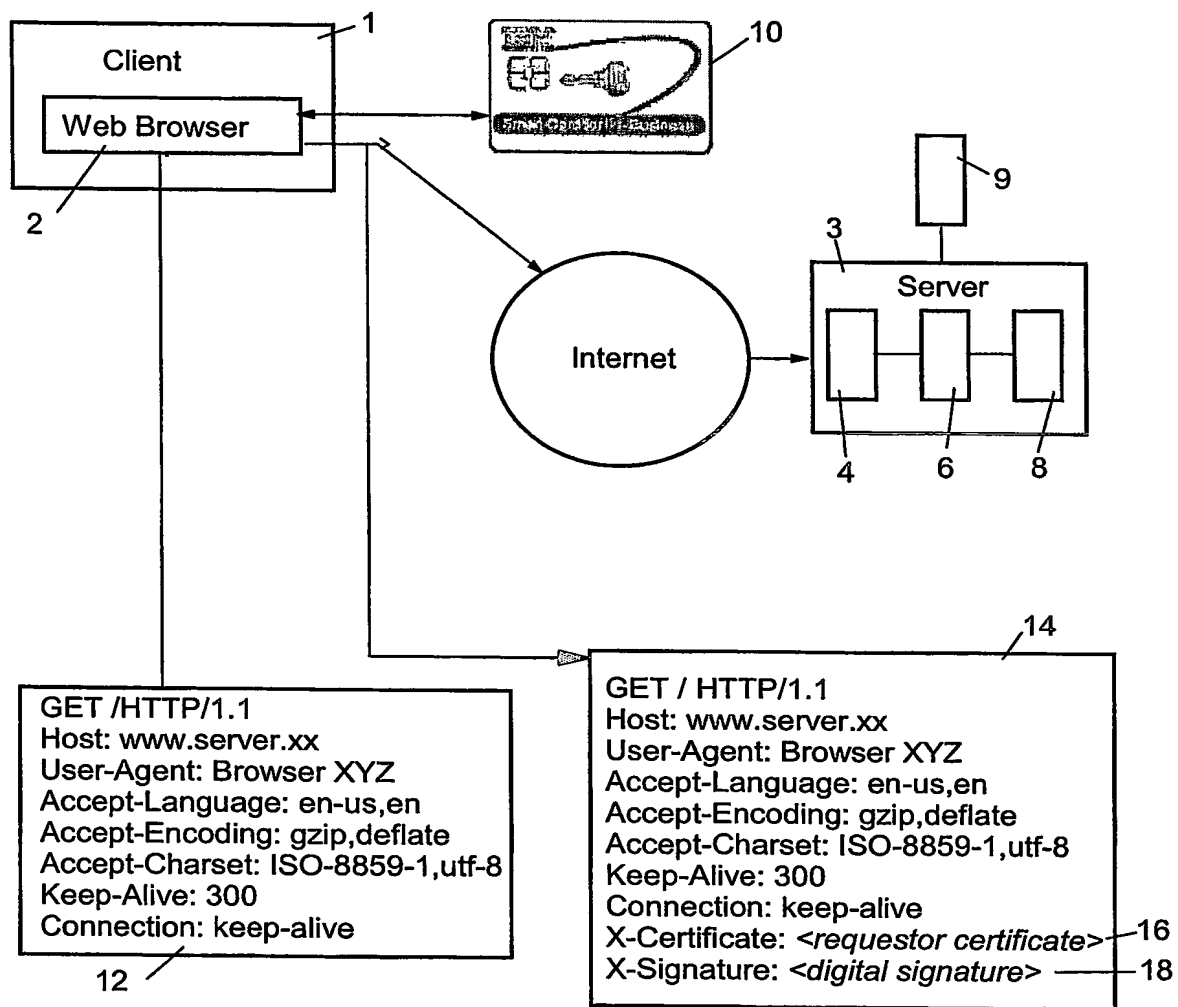 1
Client
Web Browser
2
10
9
3
Server
4
6
8
Internet
GET /HTTP/1.1
Host: www.server.xx
User-Agent: Browser XYZ
Accept-Language: en-us,en
Accept-Encoding: gzip,deflate
Accept-Charset: ISO-8859-1,utf-8
Keep-Alive: 300
Connection: keep-alive
12
14
GET / HTTP/1.1
Host: www.server.xx
User-Agent: Browser XYZ
Accept-Language: en-us,en
Accept-Encoding: gzip,deflate
Accept-Charset: ISO-8859-1,utf-8
Keep-Alive: 300
Connection: keep-alive
X-Certificate: <requestor certificate>
16
X-Signature: <digital signature>
18